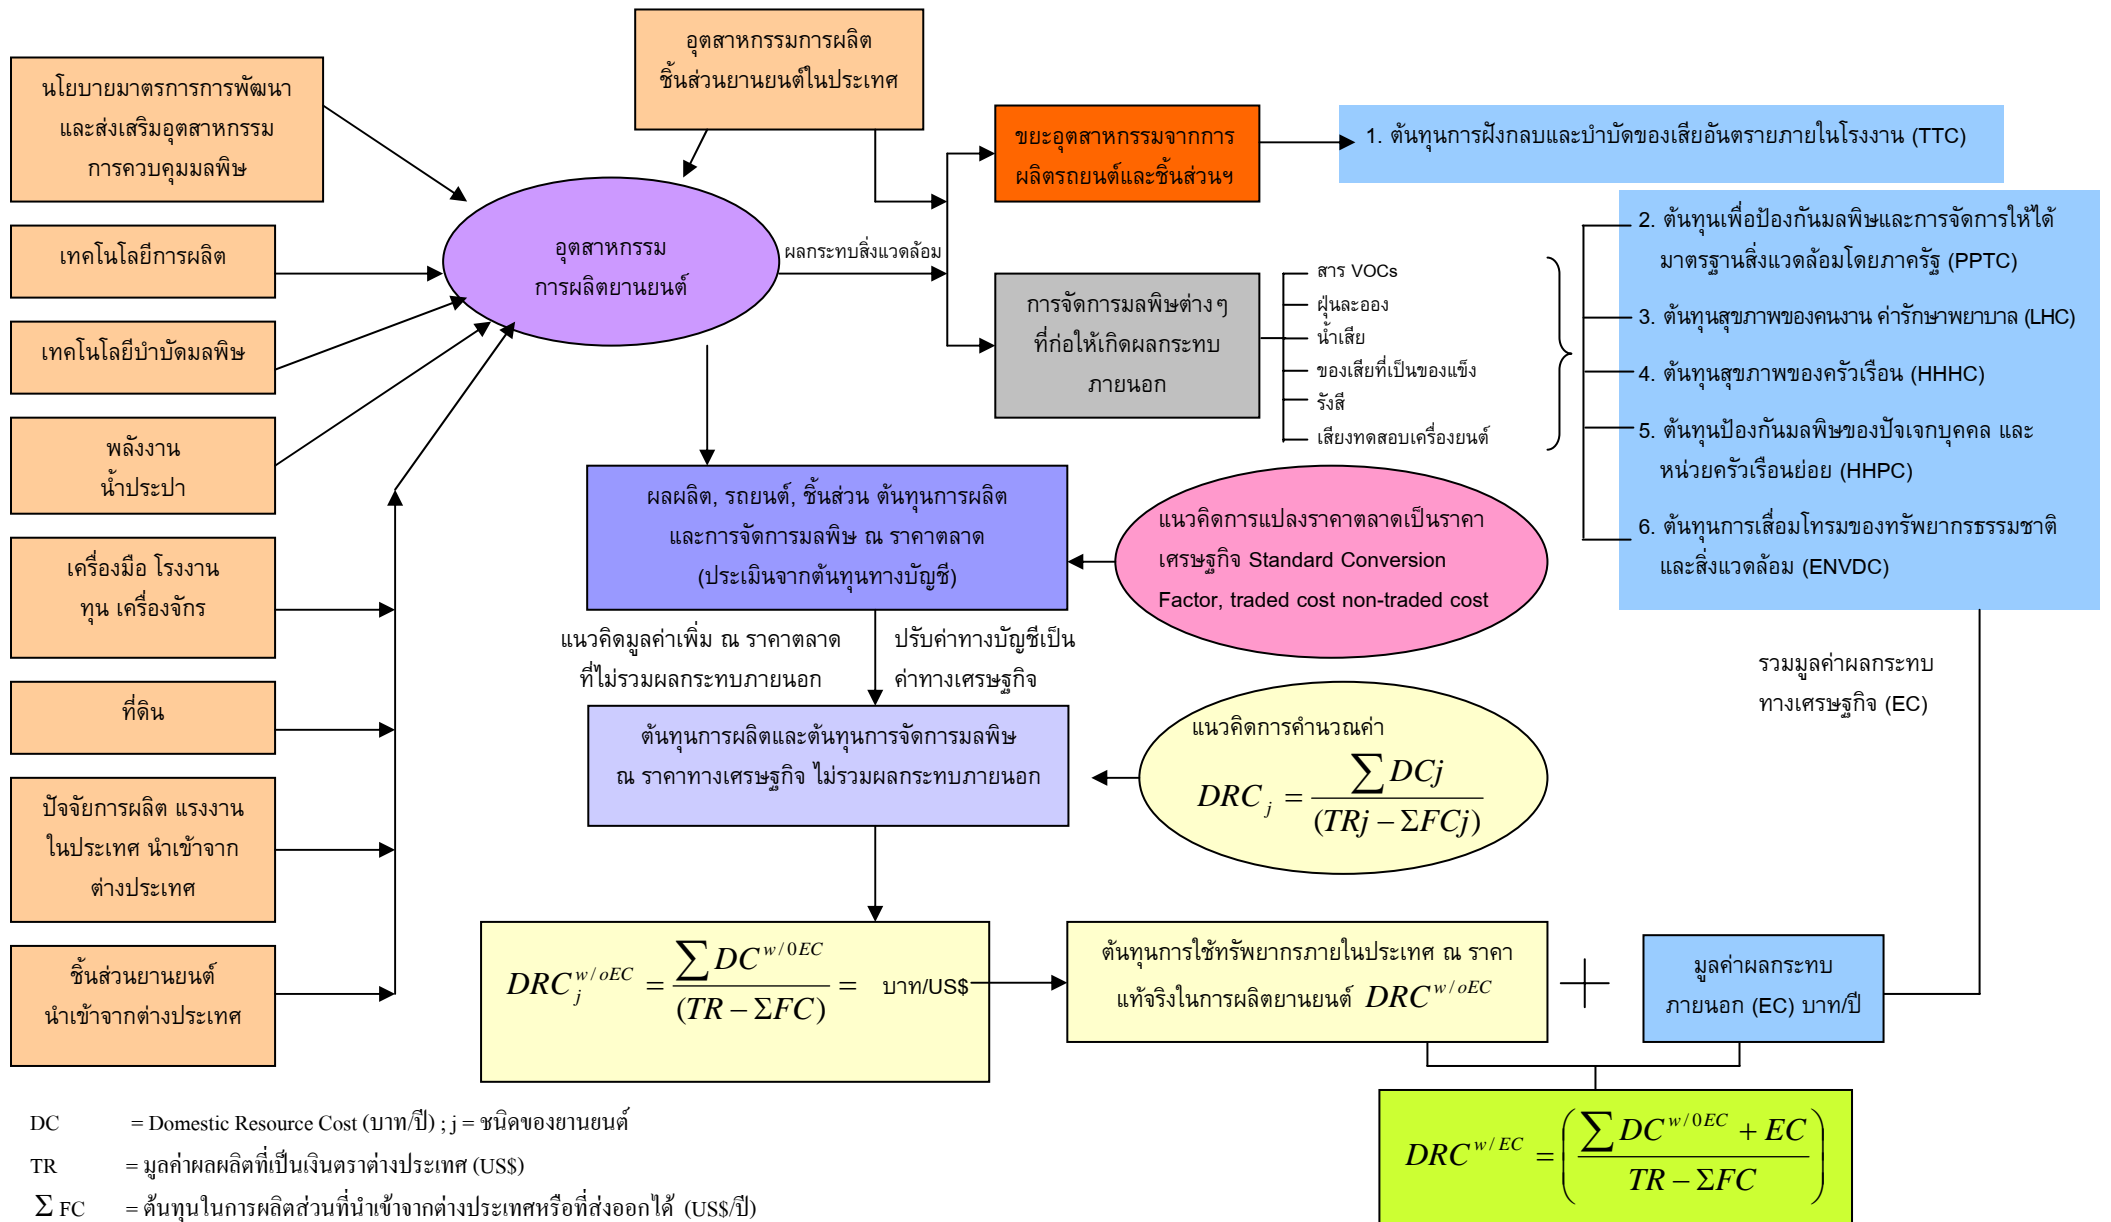 อุตสาหกรรมการผลิต
ชิ้นส่วนยานยนต์ในประเทศ
นโยบายมาตรการการพัฒนา
และส่งเสริมอุตสาหกรรม
การควบคุมมลพิษ
ขยะอุตสาหกรรมจากการ
ผลิตรถยนต์และชิ้นส่วนฯ
1. ต้นทุนการฝังกลบและบำบัดของเสียอันตรายภายในโรงงาน (TTC)
เทคโนโลยีการผลิต
อุตสาหกรรม
การผลิตยานยนต์
ผลกระทบสิ่งแวดล้อม
การจัดการมลพิษต่างๆ
ที่ก่อให้เกิดผลกระทบ
ภายนอก
สาร VOCs
ฝุ่นละออง
น้ำเสีย
ของเสียที่เป็นของแข็ง
รังสี
เสียงทดสอบเครื่องยนต์
2. ต้นทุนเพื่อป้องกันมลพิษและการจัดการให้ได้
มาตรฐานสิ่งแวดล้อมโดยภาครัฐ (PPTC)
3. ต้นทุนสุขภาพของคนงาน ค่ารักษาพยาบาล (LHC)
4. ต้นทุนสุขภาพของครัวเรือน (HHHC)
5. ต้นทุนป้องกันมลพิษของปัจเจกบุคคล และ
หน่วยครัวเรือนย่อย (HHPC)
6. ต้นทุนการเสื่อมโทรมของทรัพยากรธรรมชาติ
และสิ่งแวดล้อม (ENVDC)
เทคโนโลยีบำบัดมลพิษ
พลังงาน
น้ำประปา
เครื่องมือ โรงงาน
ทุน เครื่องจักร
ที่ดิน
ปัจจัยการผลิต แรงงาน
ในประเทศ นำเข้าจาก
ต่างประเทศ
ชิ้นส่วนยานยนต์
นำเข้าจากต่างประเทศ
ผลผลิต, รถยนต์, ชิ้นส่วน ต้นทุนการผลิต
และการจัดการมลพิษ ณ ราคาตลาด
(ประเมินจากต้นทุนทางบัญชี)
แนวคิดการแปลงราคาตลาดเป็นราคา
เศรษฐกิจ Standard Conversion
Factor, traded cost non-traded cost
แนวคิดมูลค่าเพิ่ม ณ ราคาตลาด
ที่ไม่รวมผลกระทบภายนอก
ปรับค่าทางบัญชีเป็น
ค่าทางเศรษฐกิจ
รวมมูลค่าผลกระทบ
ทางเศรษฐกิจ (EC)
ต้นทุนการผลิตและต้นทุนการจัดการมลพิษ
ณ ราคาทางเศรษฐกิจ ไม่รวมผลกระทบภายนอก
แนวคิดการคำนวณค่า
DRC_j = ∑DCj / (TRj − ΣFCj)
DRC_j^{w/oEC} = ∑DC^{w/0EC} / (TR − ΣFC) = บาท/US$
ต้นทุนการใช้ทรัพยากรภายในประเทศ ณ ราคา
แท้จริงในการผลิตยานยนต์ DRC^{w/oEC}
+
มูลค่าผลกระทบ
ภายนอก (EC) บาท/ปี
DRC^{w/EC} = (∑DC^{w/0EC} + EC / TR − ΣFC)
DC = Domestic Resource Cost (บาท/ปี) ; j = ชนิดของยานยนต์
TR = มูลค่าผลผลิตที่เป็นเงินตราต่างประเทศ (US$)
Σ FC = ต้นทุนในการผลิตส่วนที่นำเข้าจากต่างประเทศหรือที่ส่งออกได้ (US$/ปี)